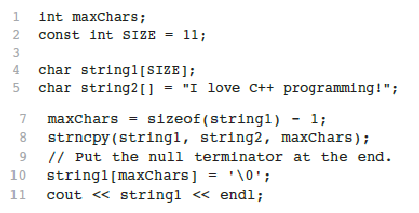 1 int maxChars;
2 const int SIZE = 11;
3
4 char string1[SIZE];
5 char string2[] = "I love C++ programming!";
7 maxChars = sizeof(string1) - 1;
8 strncpy(string1, string2, maxChars);
9 // Put the null terminator at the end.
10 string1[maxChars] = '\0';
11 cout << string1 << endl;